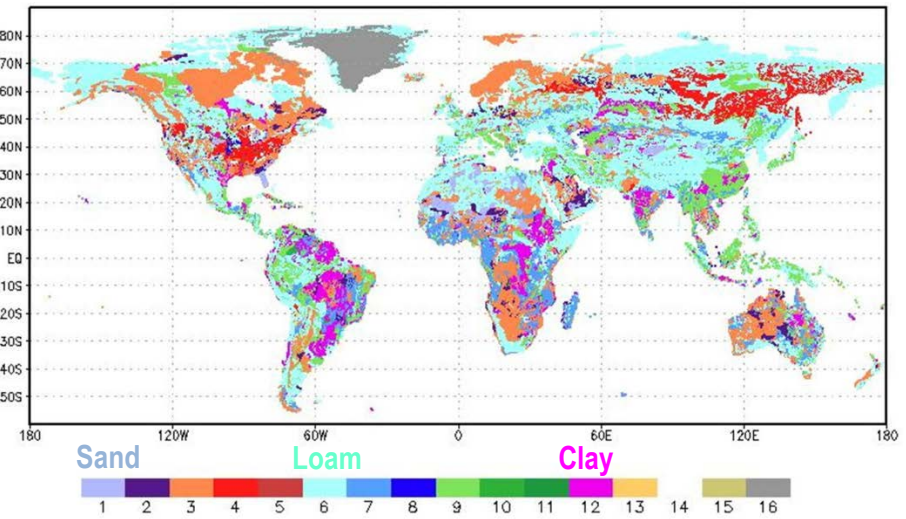 80N
70N
60N
50N
40N
30N
20N
10N
EQ
10S
20S
30S
40S
50S
180 120W 60W 0 60E 120E 180
Sand Loam Clay
1 2 3 4 5 6 7 8 9 10 11 12 13 14 15 16